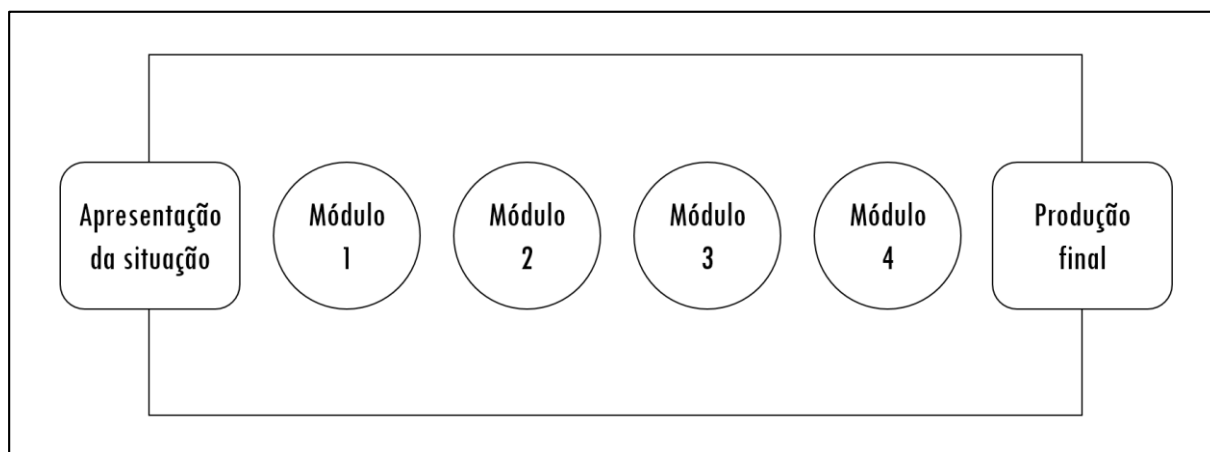 Apresentação
da situação
Módulo
1
Módulo
2
Módulo
3
Módulo
4
Produção
final